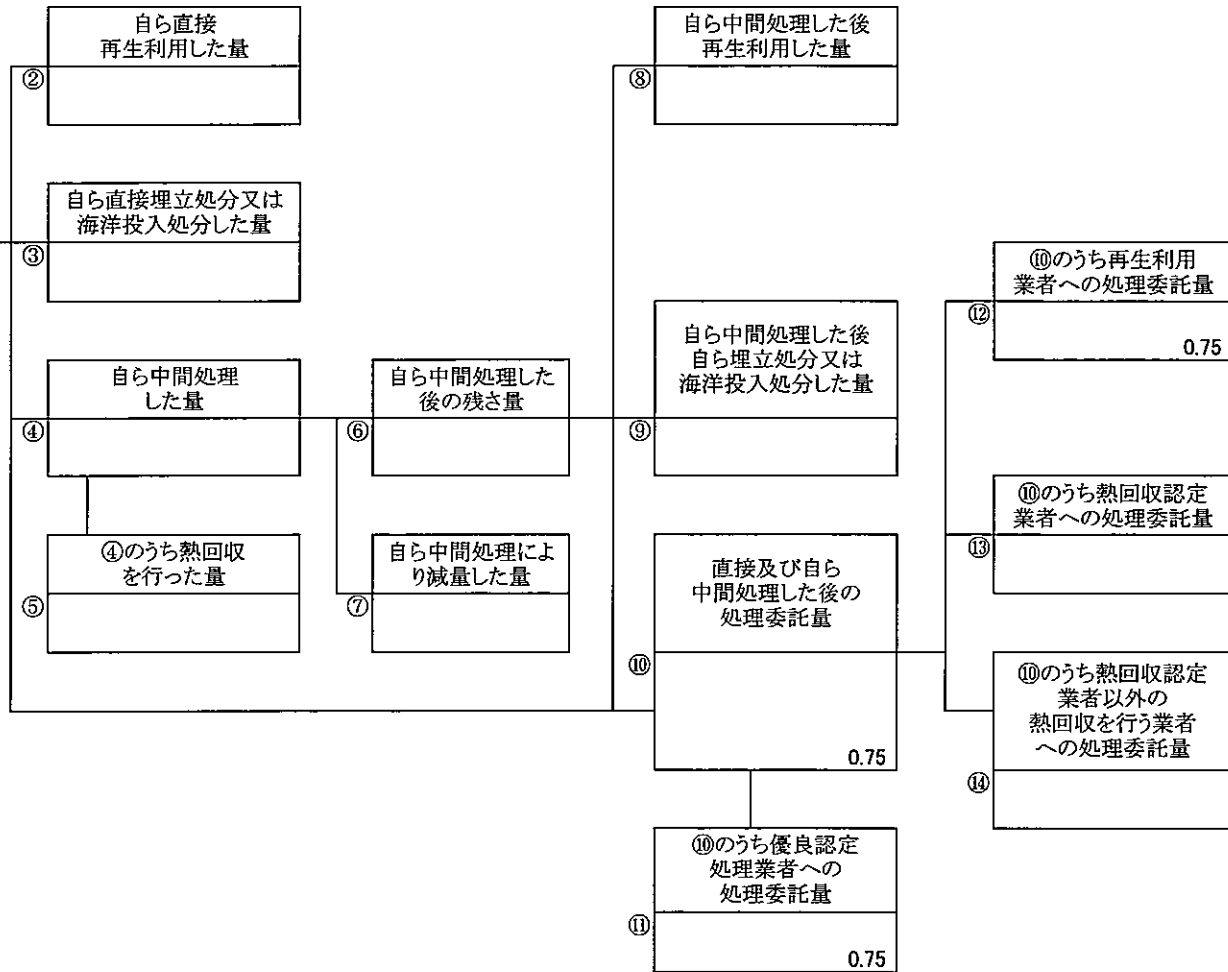 自ら直接
再生利用した量
②
自ら直接埋立処分又は
海洋投入処分した量
③
自ら中間処理
した量
④
④のうち熱回収
を行った量
⑤
自ら中間処理した
後の残さ量
⑥
自ら中間処理によ
り減量した量
⑦
自ら中間処理した後
再生利用した量
⑧
自ら中間処理した後
自ら埋立処分又は
海洋投入処分した量
⑨
直接及び自ら
中間処理した後の
処理委託量
⑩
0.75
⑩のうち優良認定
処理業者への
処理委託量
⑪
0.75
⑩のうち再生利用
業者への処理委託量
⑫
0.75
⑩のうち熱回収認定
業者への処理委託量
⑬
⑩のうち熱回収認定
業者以外の
熱回収を行う業者
への処理委託量
⑭